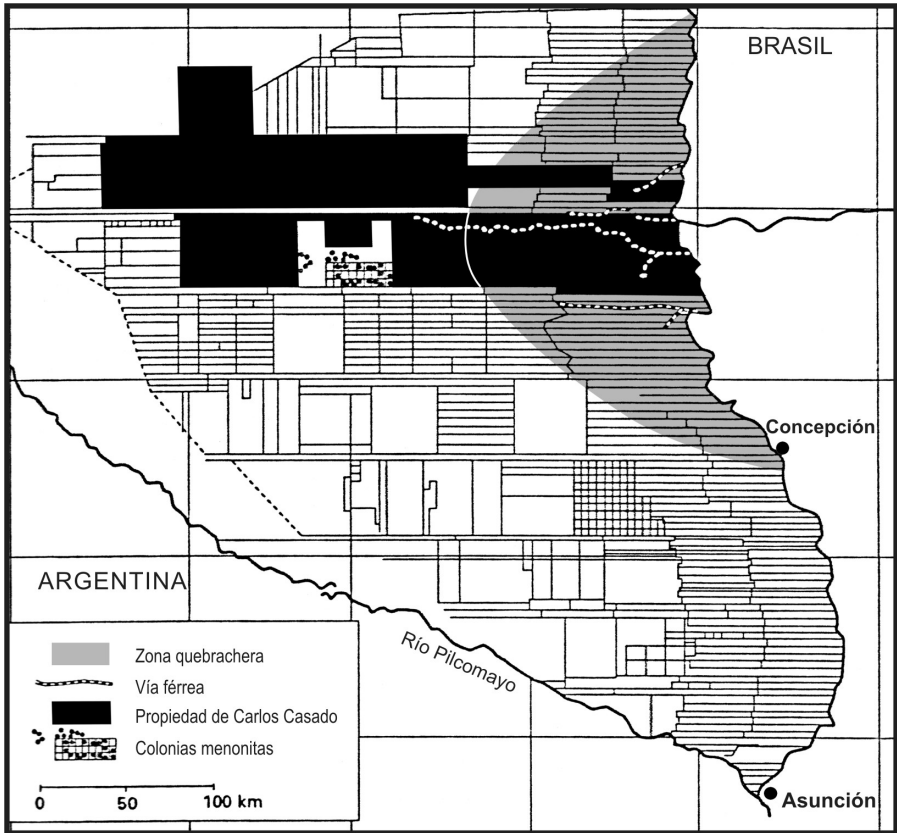 BRASIL
Concepción
ARGENTINA
Río Pilcomayo
Zona quebrachera
Vía férrea
Propiedad de Carlos Casado
Colonias menonitas
0 50 100 km
Asunción